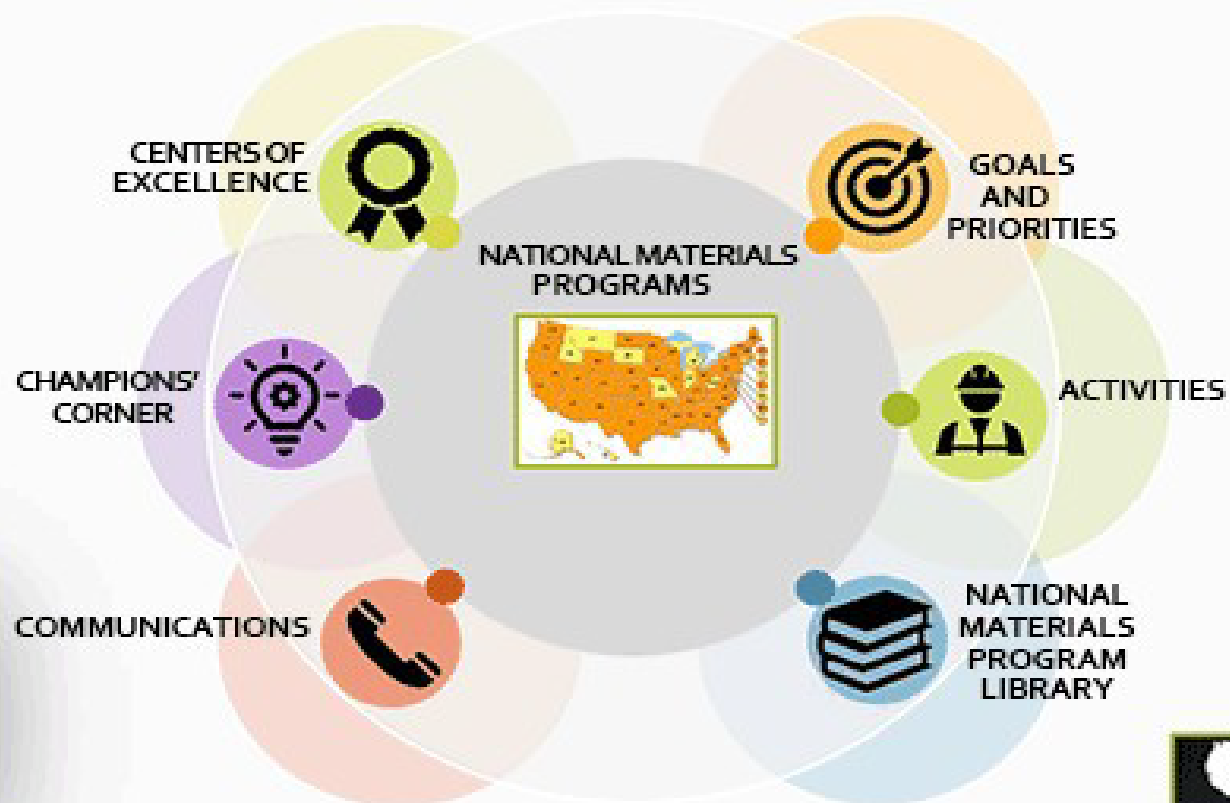 CENTERS OF
EXCELLENCE
GOALS
AND
PRIORITIES
NATIONAL MATERIALS
PROGRAMS
CHAMPIONS'
CORNER
ACTIVITIES
COMMUNICATIONS
NATIONAL
MATERIALS
PROGRAM
LIBRARY